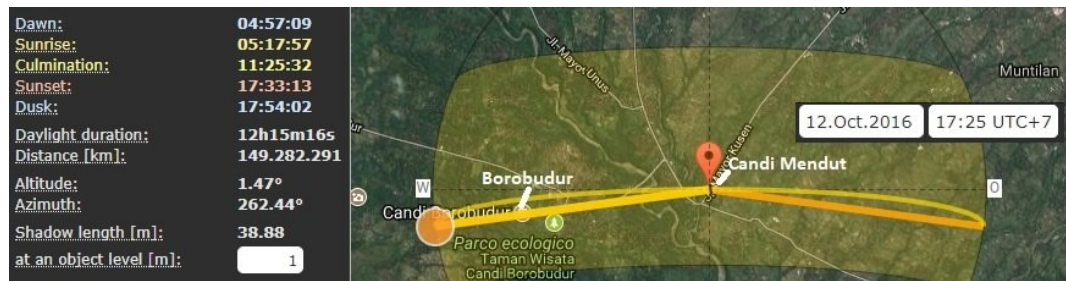 Dawn: 04:57:09
Sunrise: 05:17:57
Culmination: 11:25:32
Sunset: 17:33:13
Dusk: 17:54:02
Daylight duration: 12h15m16s
Distance [km]: 149.282.291
Altitude: 1.47°
Azimuth: 262.44°
Shadow length [m]: 38.88
at an object level [m]: 1
Jl. Mayor Unus
Muntilan
12.Oct.2016 17:25 UTC+7
Mayor Kusen
Candi Mendut
Borobudur
W
O
Candi Borobudur
Parco ecologico
Taman Wisata
Candi Borobudur